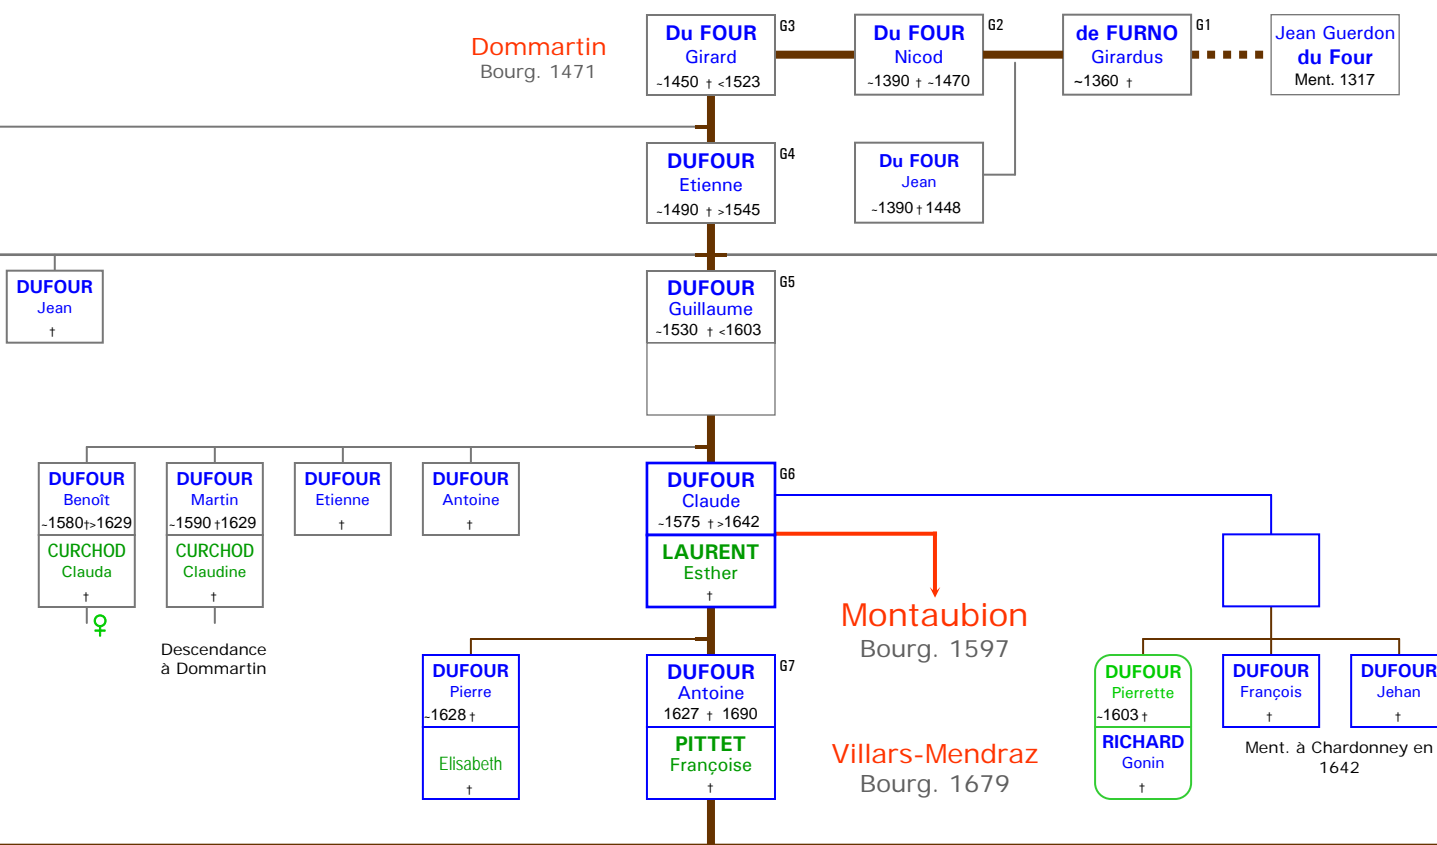 Dommartin
Bourg. 1471
Du FOUR
Girard
~1450 † <1523
G3
Du FOUR
Nicod
~1390 † ~1470
G2
de FURNO
Girardus
~1360 †
G1
Jean Guerdon
du Four
Ment. 1317
DUFOUR
Etienne
~1490 † >1545
G4
Du FOUR
Jean
~1390 † 1448
DUFOUR
Jean
†
DUFOUR
Guillaume
~1530 † <1603
G5
DUFOUR
Benoît
~1580†>1629
CURCHOD
Clauda
†
♀
DUFOUR
Martin
~1590 †1629
CURCHOD
Claudine
†
Descendance
à Dommartin
DUFOUR
Etienne
†
DUFOUR
Antoine
†
DUFOUR
Claude
~1575 † >1642
G6
LAURENT
Esther
†
Montaubion
Bourg. 1597
DUFOUR
Pierre
~1628 †
Elisabeth
†
DUFOUR
Antoine
1627 † 1690
G7
PITTET
Françoise
†
Villars-Mendraz
Bourg. 1679
DUFOUR
Pierrette
~1603 †
RICHARD
Gonin
†
DUFOUR
François
†
DUFOUR
Jehan
†
Ment. à Chardonney en
1642